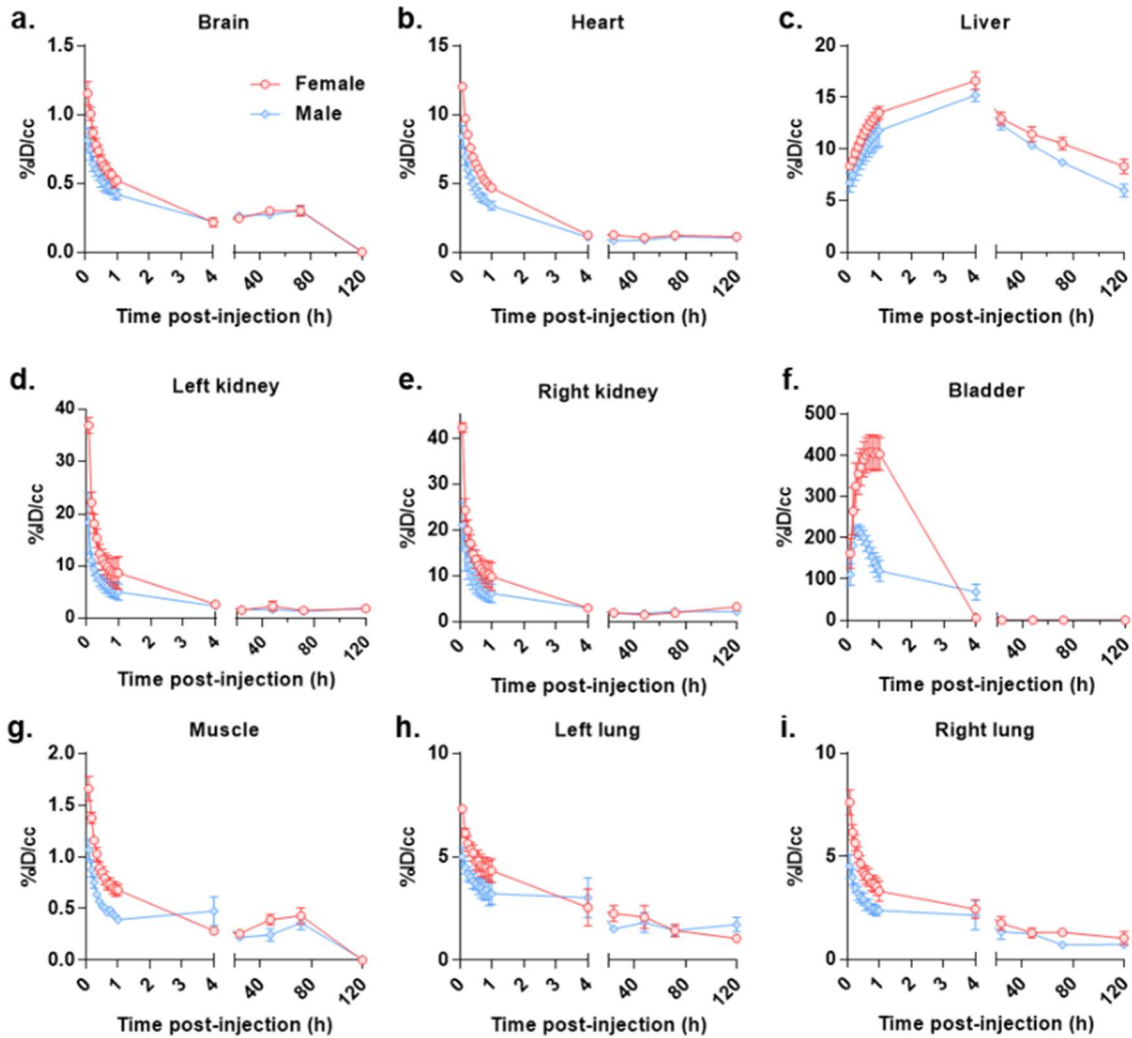 a. Brain
%ID/cc
1.5
1.0
0.5
0.0
Female
Male
0 1 2 3 4 40 80 120
Time post-injection (h)
b. Heart
%ID/cc
15
10
5
0
0 1 2 3 4 40 80 120
Time post-injection (h)
c. Liver
%ID/cc
20
15
10
5
0
0 1 2 3 4 40 80 120
Time post-injection (h)
d. Left kidney
%ID/cc
40
30
20
10
0
0 1 2 3 4 40 80 120
Time post-injection (h)
e. Right kidney
%ID/cc
40
30
20
10
0
0 1 2 3 4 40 80 120
Time post-injection (h)
f. Bladder
%ID/cc
500
400
300
200
100
0
0 1 2 3 4 40 80 120
Time post-injection (h)
g. Muscle
%ID/cc
2.0
1.5
1.0
0.5
0.0
0 1 2 3 4 40 80 120
Time post-injection (h)
h. Left lung
%ID/cc
10
5
0
0 1 2 3 4 40 80 120
Time post-injection (h)
i. Right lung
%ID/cc
10
5
0
0 1 2 3 4 40 80 120
Time post-injection (h)